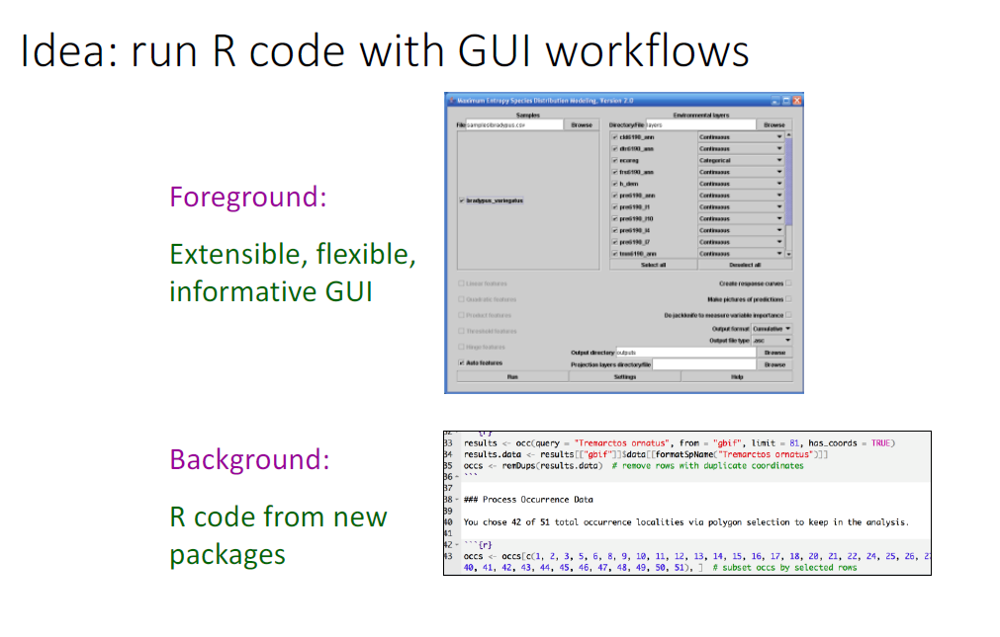 Idea: run R code with GUI workflows
Maximum Entropy Species Distribution Modeling, Version 2.0
Samples
Environmental layers
File samples\bradypus.csv Browse
Directory/File layers Browse
cld6190_ann Continuous
dtr6190_ann Continuous
ecoreg Categorical
frs6190_ann Continuous
h_dem Continuous
pre6190_ann Continuous
pre6190_l1 Continuous
pre6190_l10 Continuous
pre6190_l4 Continuous
pre6190_l7 Continuous
tmn6190_ann Continuous
bradypus_variegatus
Select all Deselect all
Foreground:
Extensible, flexible,
informative GUI
Linear features
Quadratic features
Product features
Threshold features
Hinge features
Auto features
Create response curves
Make pictures of predictions
Do jackknife to measure variable importance
Output format Cumulative
Output file type .asc
Output directory outputs Browse
Projection layers directory/file Browse
Run Settings Help
Background:
R code from new
packages
33 results <- occ(query = "Tremarctos ornatus", from = "gbif", limit = 81, has_coords = TRUE)
34 results.data <- results[["gbif"]]$data[[formatSpName("Tremarctos ornatus")]]
35 occs <- remDups(results.data) # remove rows with duplicate coordinates
36 ```
37
38 ### Process Occurrence Data
39
40 You chose 42 of 51 total occurrence localities via polygon selection to keep in the analysis.
41
42 ```{r}
43 occs <- occs[c(1, 2, 3, 5, 6, 8, 9, 10, 11, 12, 13, 14, 15, 16, 17, 18, 20, 21, 22, 24, 25, 26,
40, 41, 42, 43, 44, 45, 46, 47, 48, 49, 50, 51), ] # subset occs by selected rows